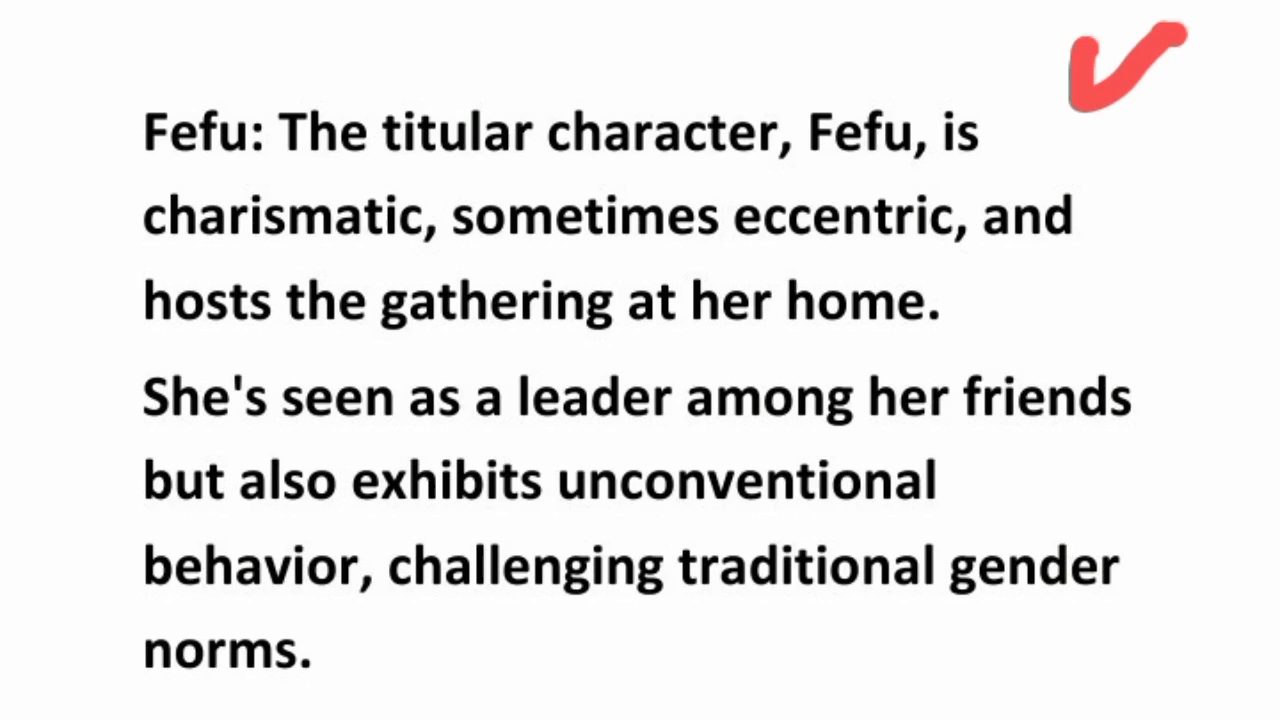 Fefu: The titular character, Fefu, is
charismatic, sometimes eccentric, and
hosts the gathering at her home.
She's seen as a leader among her friends
but also exhibits unconventional
behavior, challenging traditional gender
norms.